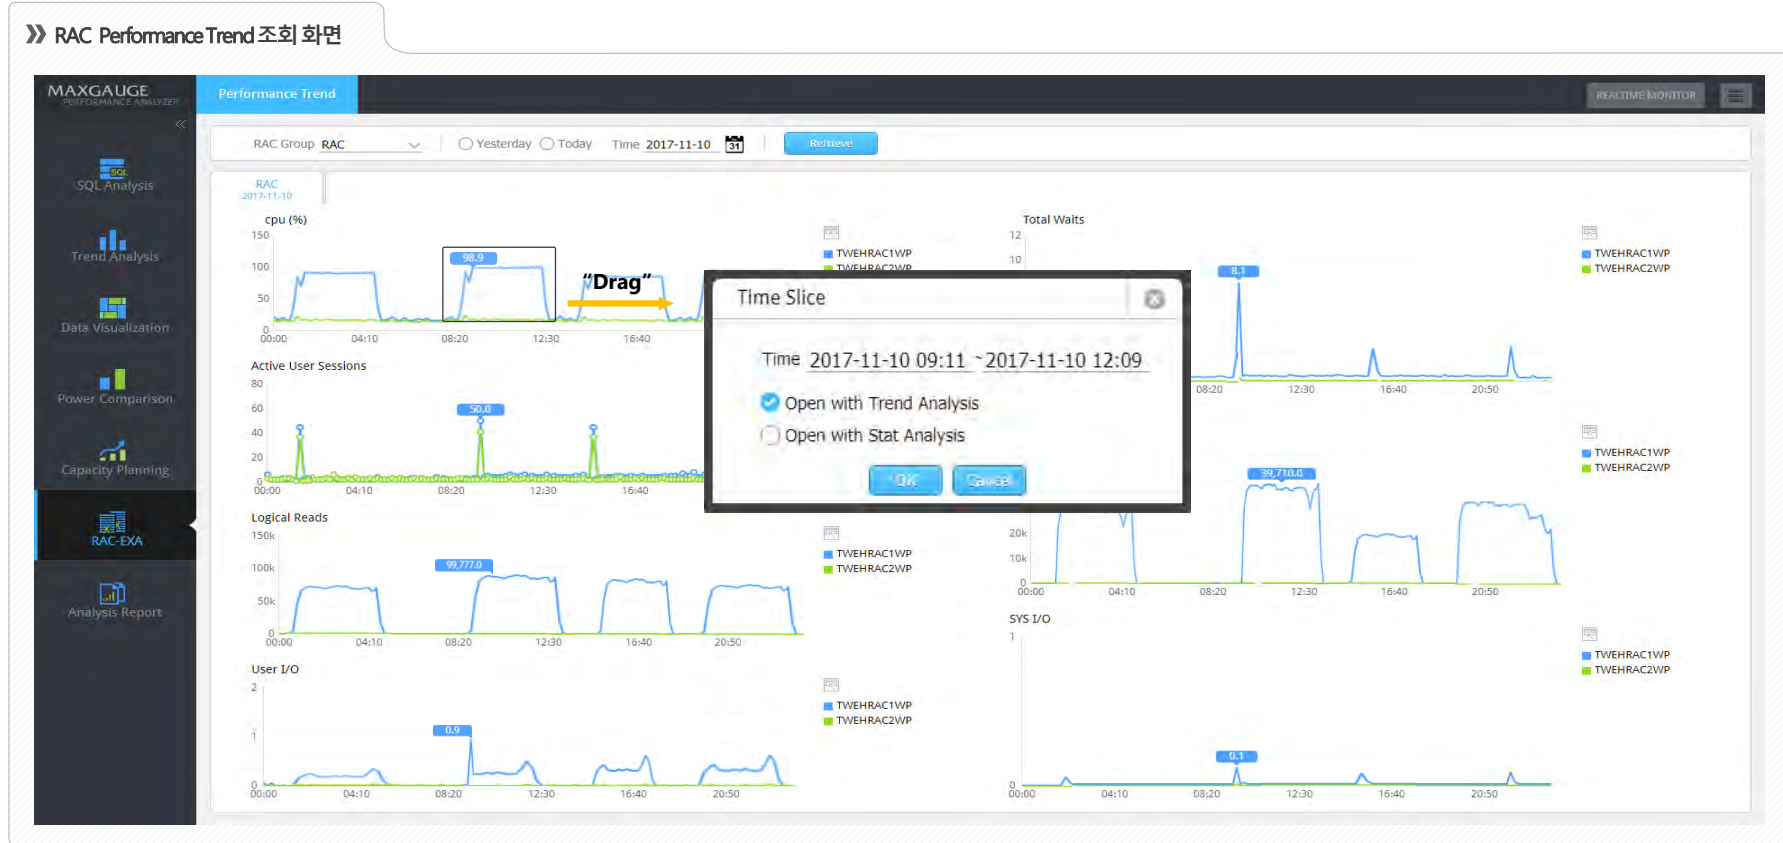 RAC Performance Trend 조회 화면
MAXGAUGE
PERFORMANCE ANALYZER
Performance Trend
REALTIME MONITOR
RAC Group RAC
Yesterday
Today
Time 2017-11-10
31
Retrieve
SQL
SQL Analysis
Trend Analysis
Data Visualization
Power Comparison
Capacity Planning
RAC-EXA
Analysis Report
RAC
2017-11-10
cpu (%)
150
100
50
0
98.9
00:00 04:10 08:20 12:30 16:40
TWEHRAC1WP
TWEHRAC2WP
"Drag"
Total Waits
12
10
8.1
08:20 12:30 16:40 20:50
TWEHRAC1WP
TWEHRAC2WP
Time Slice
Time 2017-11-10 09:11 ~2017-11-10 12:09
Open with Trend Analysis
Open with Stat Analysis
OK
Cancel
Active User Sessions
80
60
40
20
0
50.0
00:00 04:10 08:20 12:30 16:40
TWEHRAC1WP
TWEHRAC2WP
39,710.0
20k
10k
0
00:00 04:10 08:20 12:30 16:40 20:50
Logical Reads
150k
100k
50k
0
99,777.0
00:00 04:10 08:20 12:30 16:40 20:50
TWEHRAC1WP
TWEHRAC2WP
SYS I/O
1
0
0.1
00:00 04:10 08:20 12:30 16:40 20:50
TWEHRAC1WP
TWEHRAC2WP
User I/O
2
1
0
0.9
00:00 04:10 08:20 12:30 16:40 20:50
TWEHRAC1WP
TWEHRAC2WP